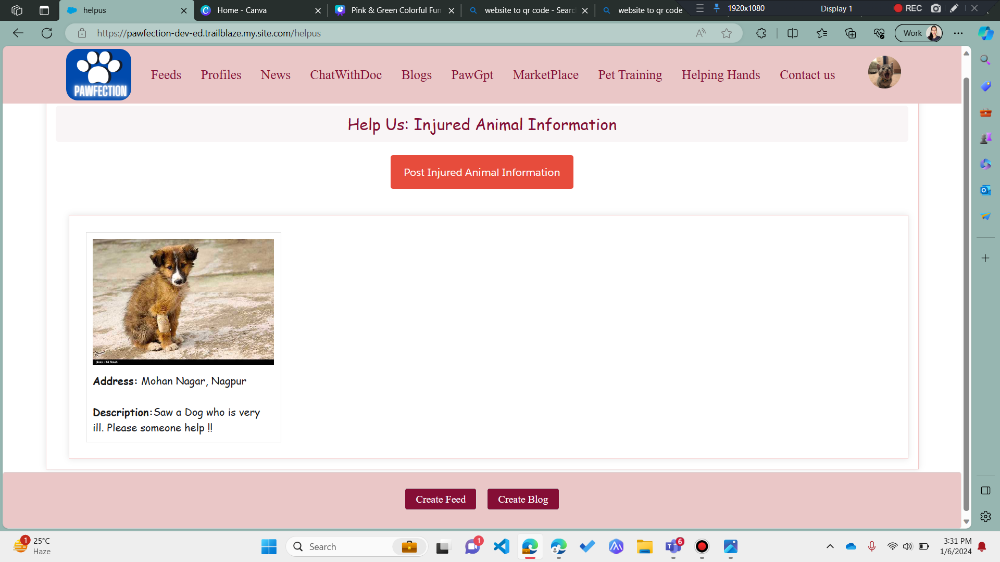 helpus
Home - Canva
Pink & Green Colorful Fun
website to qr code - Searc
website to qr code
1920x1080
Display 1
REC
https://pawfection-dev-ed.trailblaze.my.site.com/helpus
Work
PAWFECTION
Feeds
Profiles
News
ChatWithDoc
Blogs
PawGpt
MarketPlace
Pet Training
Helping Hands
Contact us
Help Us: Injured Animal Information
Post Injured Animal Information
photo : Ali Sciah
Address: Mohan Nagar, Nagpur
Description:Saw a Dog who is very
ill. Please someone help !!
Create Feed
Create Blog
1
25°C
Haze
Search
1
6
3:31 PM
1/6/2024